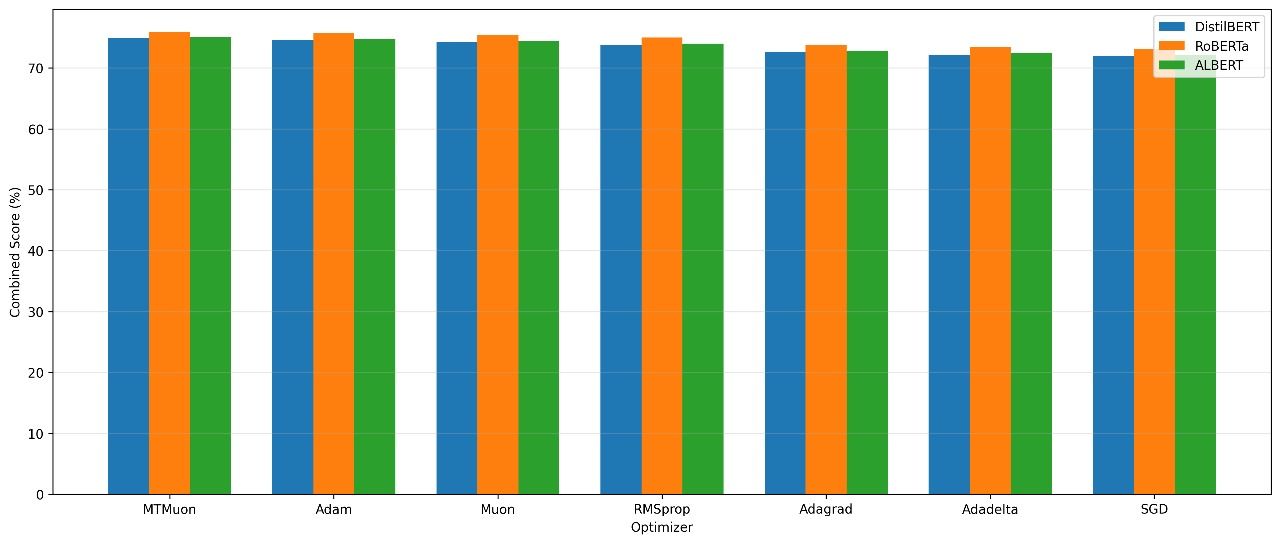 DistilBERT
RoBERTa
ALBERT
Combined Score (%)
70
60
50
40
30
20
10
0
MTMuon Adam Muon RMSprop Adagrad Adadelta SGD
Optimizer